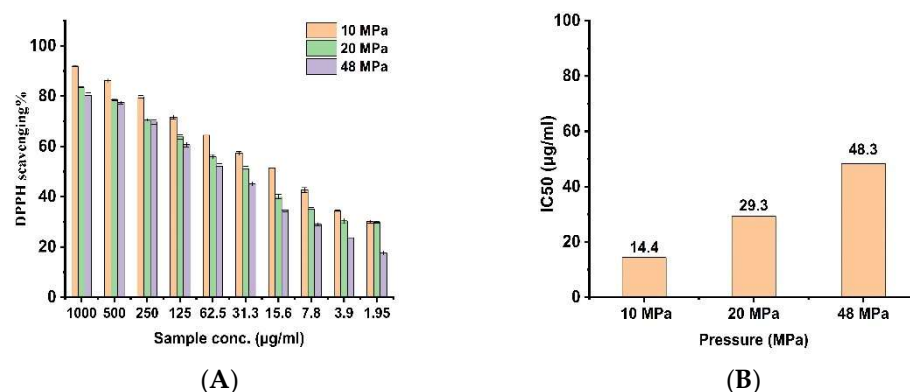 100
80
60
40
20
0
DPPH scavenging%
10 MPa
20 MPa
48 MPa
1000 500 250 125 62.5 31.3 15.6 7.8 3.9 1.95
Sample conc. (µg/ml)
(A)
100
80
60
40
20
0
IC50 (µg/ml)
14.4
29.3
48.3
10 MPa 20 MPa 48 MPa
Pressure (MPa)
(B)